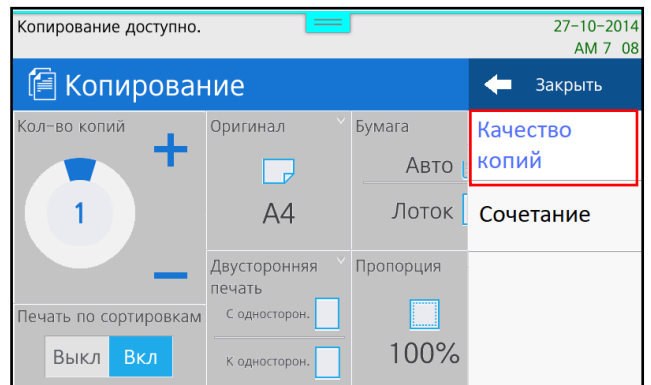 Копирование доступно.
27-10-2014
AM 7 08
Копирование
Закрыть
Кол-во копий
1
Печать по сортировкам
Выкл Вкл
Оригинал
A4
Двусторонняя
печать
С односторон.
К односторон.
Бумага
Авто
Лоток
Пропорция
100%
Качество
копий
Сочетание